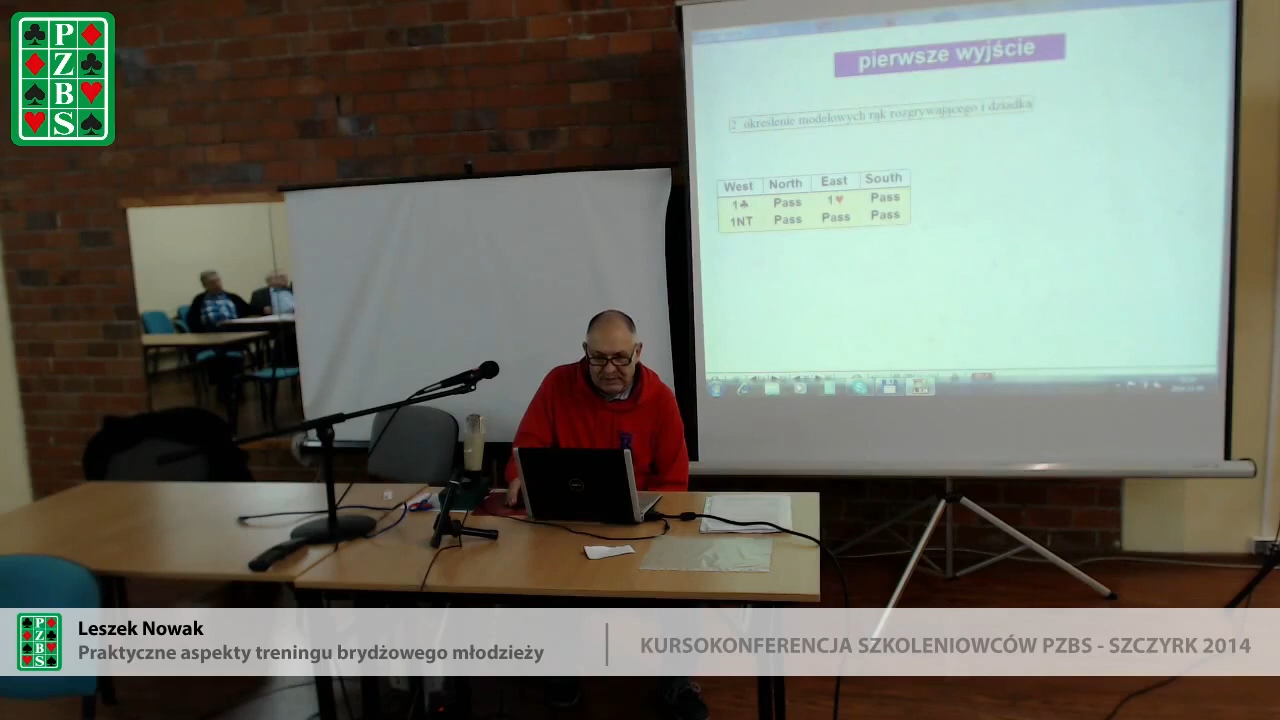 P
Z
B
S
pierwsze wyjście
2 określenie modelowych rąk rozgrywającego i dziadka
West North East South
1♣ Pass 1♥ Pass
1NT Pass Pass Pass
DELL
P
Z
B
S
Leszek Nowak
Praktyczne aspekty treningu brydżowego młodzieży
KURSOKONFERENCJA SZKOLENIOWCÓW PZBS - SZCZYRK 2014